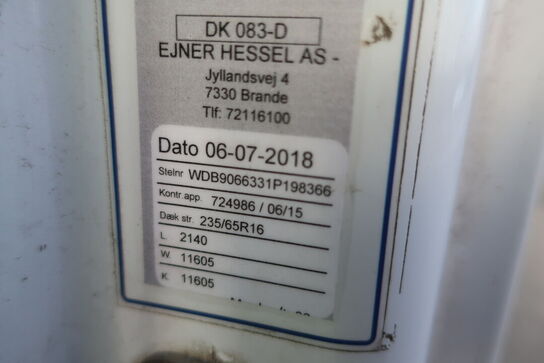 DK 083-D
EJNER HESSEL AS -
Jyllandsvej 4
7330 Brande
Tlf: 72116100
Dato 06-07-2018
Stelnr WDB9066331P198366
Kontr.app. 724986 / 06/15
Dæk str. 235/65R16
L 2140
W. 11605
K. 11605